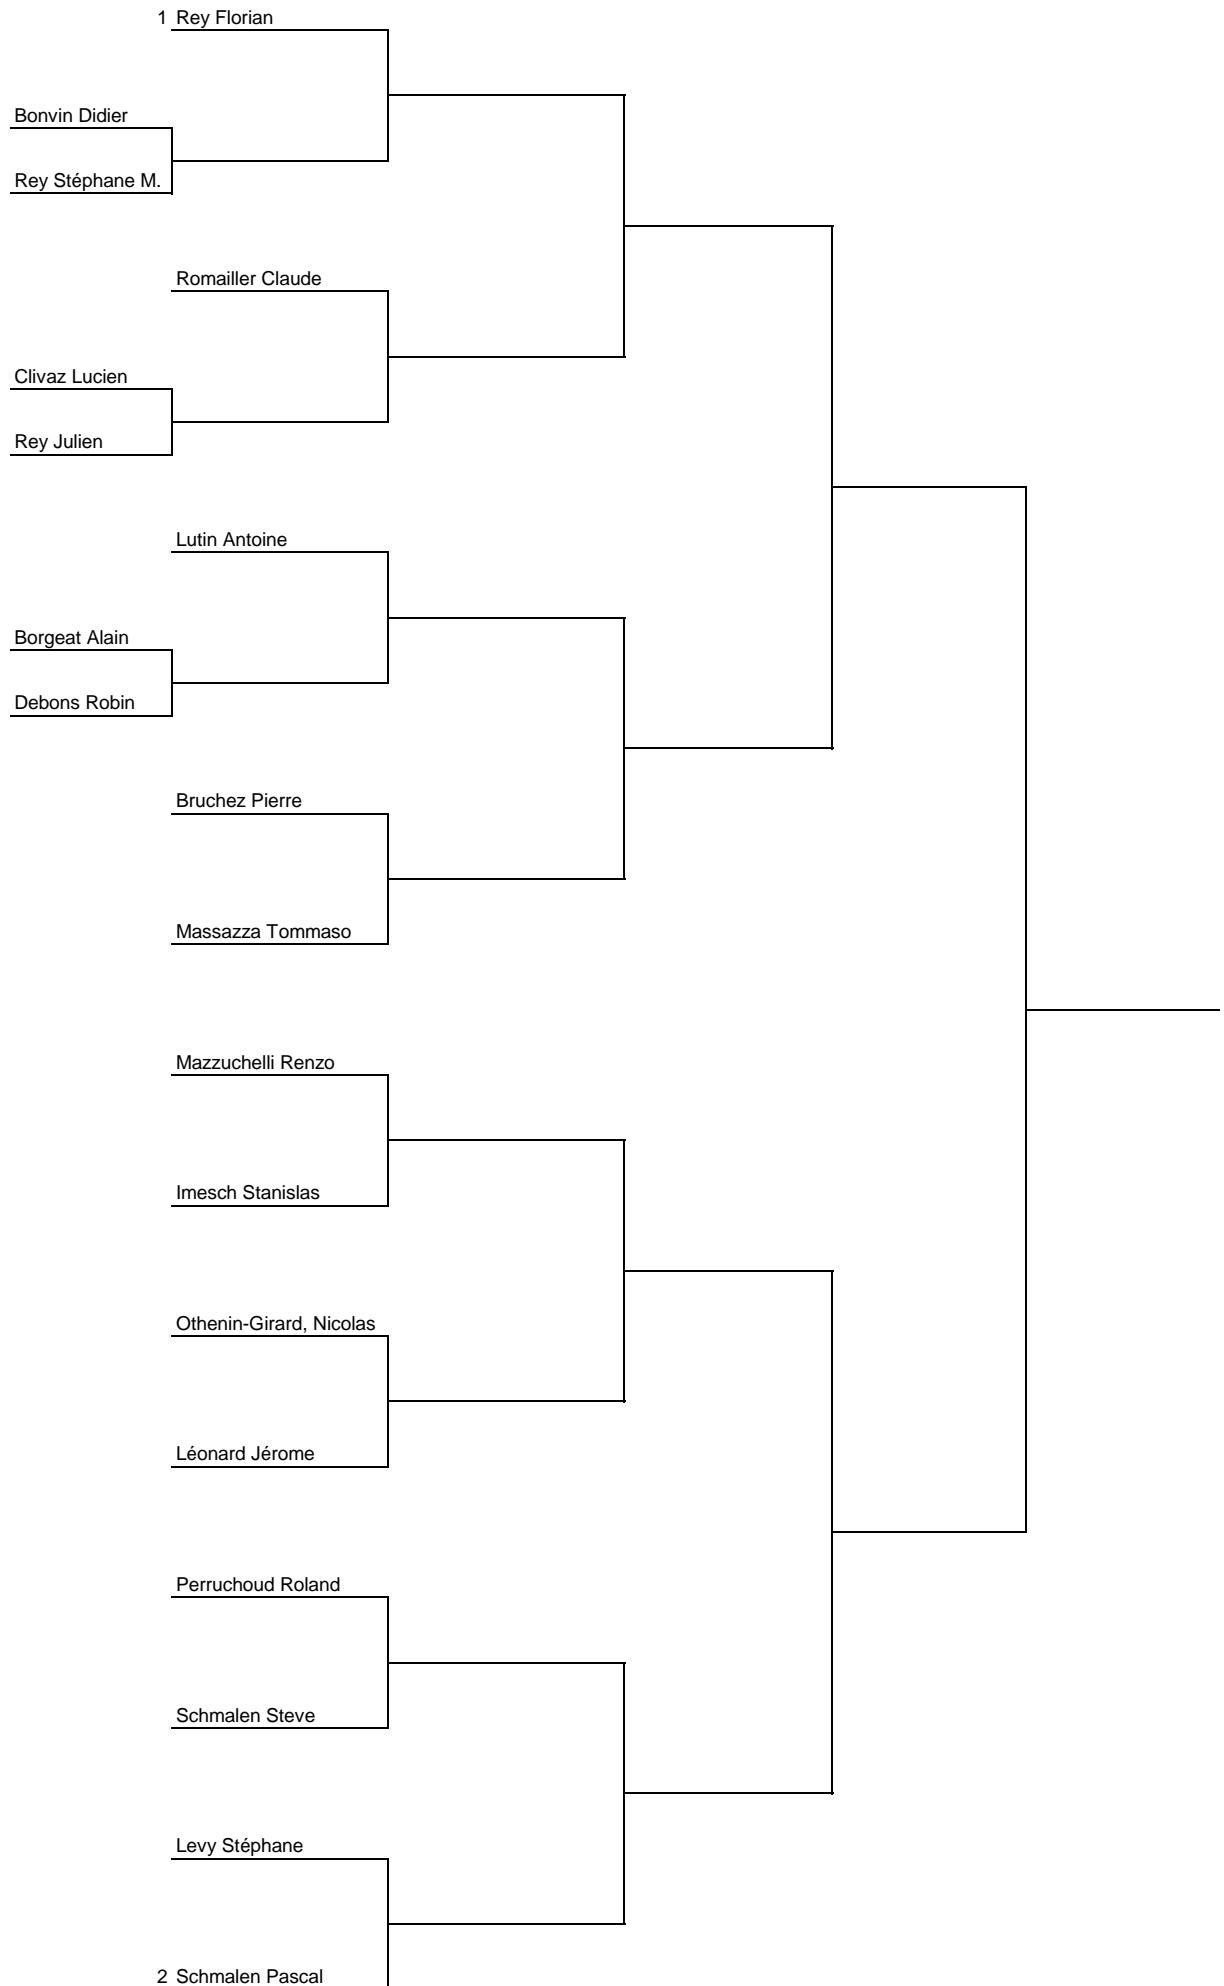 1 Rey Florian
Bonvin Didier
Rey Stéphane M.
Romailler Claude
Clivaz Lucien
Rey Julien
Lutin Antoine
Borgeat Alain
Debons Robin
Bruchez Pierre
Massazza Tommaso
Mazzuchelli Renzo
Imesch Stanislas
Othenin-Girard, Nicolas
Léonard Jérome
Perruchoud Roland
Schmalen Steve
Levy Stéphane
2 Schmalen Pascal